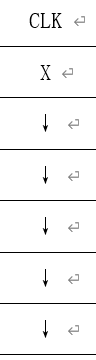 CLK ↵
X ↵
↓ ↵
↓ ↵
↓ ↵
↓ ↵
↓ ↵